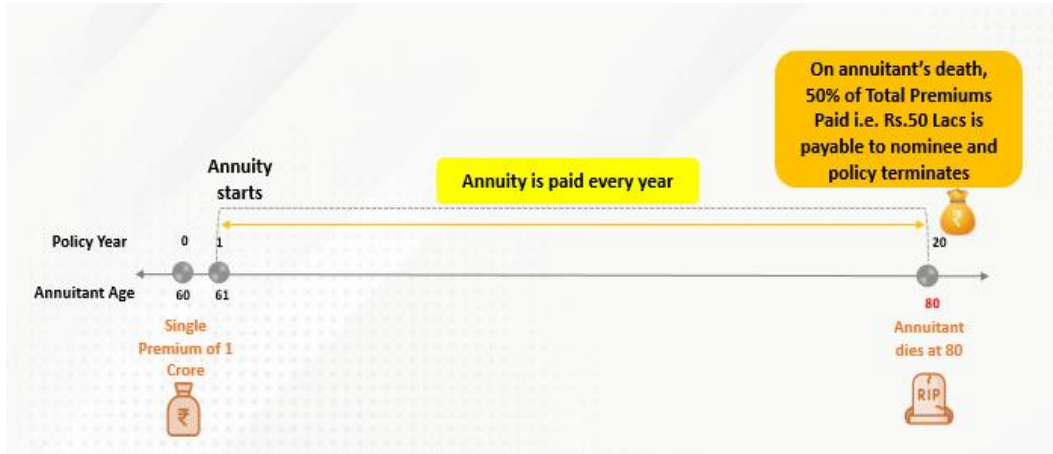 On annuitant's death,
50% of Total Premiums
Paid i.e. Rs.50 Lacs is
payable to nominee and
policy terminates
Annuity
starts
Annuity is paid every year
₹
Policy Year
0
1
20
Annuitant Age
60
61
80
Single
Premium of 1
Crore
₹
Annuitant
dies at 80
RIP